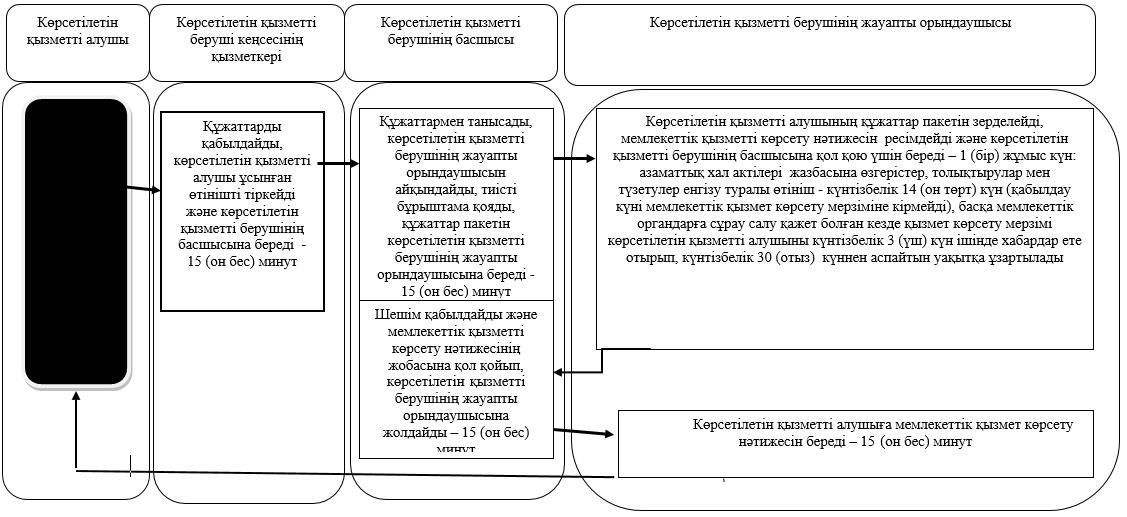 Көрсетілетін
қызметті алушы
Көрсетілетін қызметті
беруші кеңсесінің
қызметкері
Көрсетілетін қызметті
берушінің басшысы
Көрсетілетін қызметті берушінің жауапты орындаушысы
Құжаттарды
қабылдайды,
көрсетілетін қызметті
алушы ұсынған
өтінішті тіркейді
және көрсетілетін
қызметті берушінің
басшысына береді -
15 (он бес) минут
Құжаттармен танысады,
көрсетілетін қызметті
берушінің жауапты
орындаушысын
айқындайды, тиісті
бұрыштама қояды,
құжаттар пакетін
көрсетілетін қызметті
берушінің жауапты
орындаушысына береді -
15 (он бес) минут
Шешім қабылдайды және
мемлекеттік қызметті
көрсету нәтижесінің
жобасына қол қойып,
көрсетілетін қызметті
берушінің жауапты
орындаушысына
жолдайды – 15 (он бес)
минут
Көрсетілетін қызметті алушының құжаттар пакетін зерделейді,
мемлекеттік қызметті көрсету нәтижесін ресімдейді және көрсетілетін
қызметті берушінің басшысына қол қою үшін береді – 1 (бір) жұмыс күн:
азаматтық хал актілері жазбасына өзгерістер, толықтырулар мен
түзетулер енгізу туралы өтініш - күнтізбелік 14 (он төрт) күн (қабылдау
күні мемлекеттік қызмет көрсету мерзіміне кірмейді), басқа мемлекеттік
органдарға сұрау салу қажет болған кезде қызмет көрсету мерзімі
көрсетілетін қызметті алушыны күнтізбелік 3 (үш) күн ішінде хабардар ете
отырып, күнтізбелік 30 (отыз) күннен аспайтын уақытқа ұзартылады
Көрсетілетін қызметті алушыға мемлекеттік қызмет көрсету
нәтижесін береді – 15 (он бес) минут